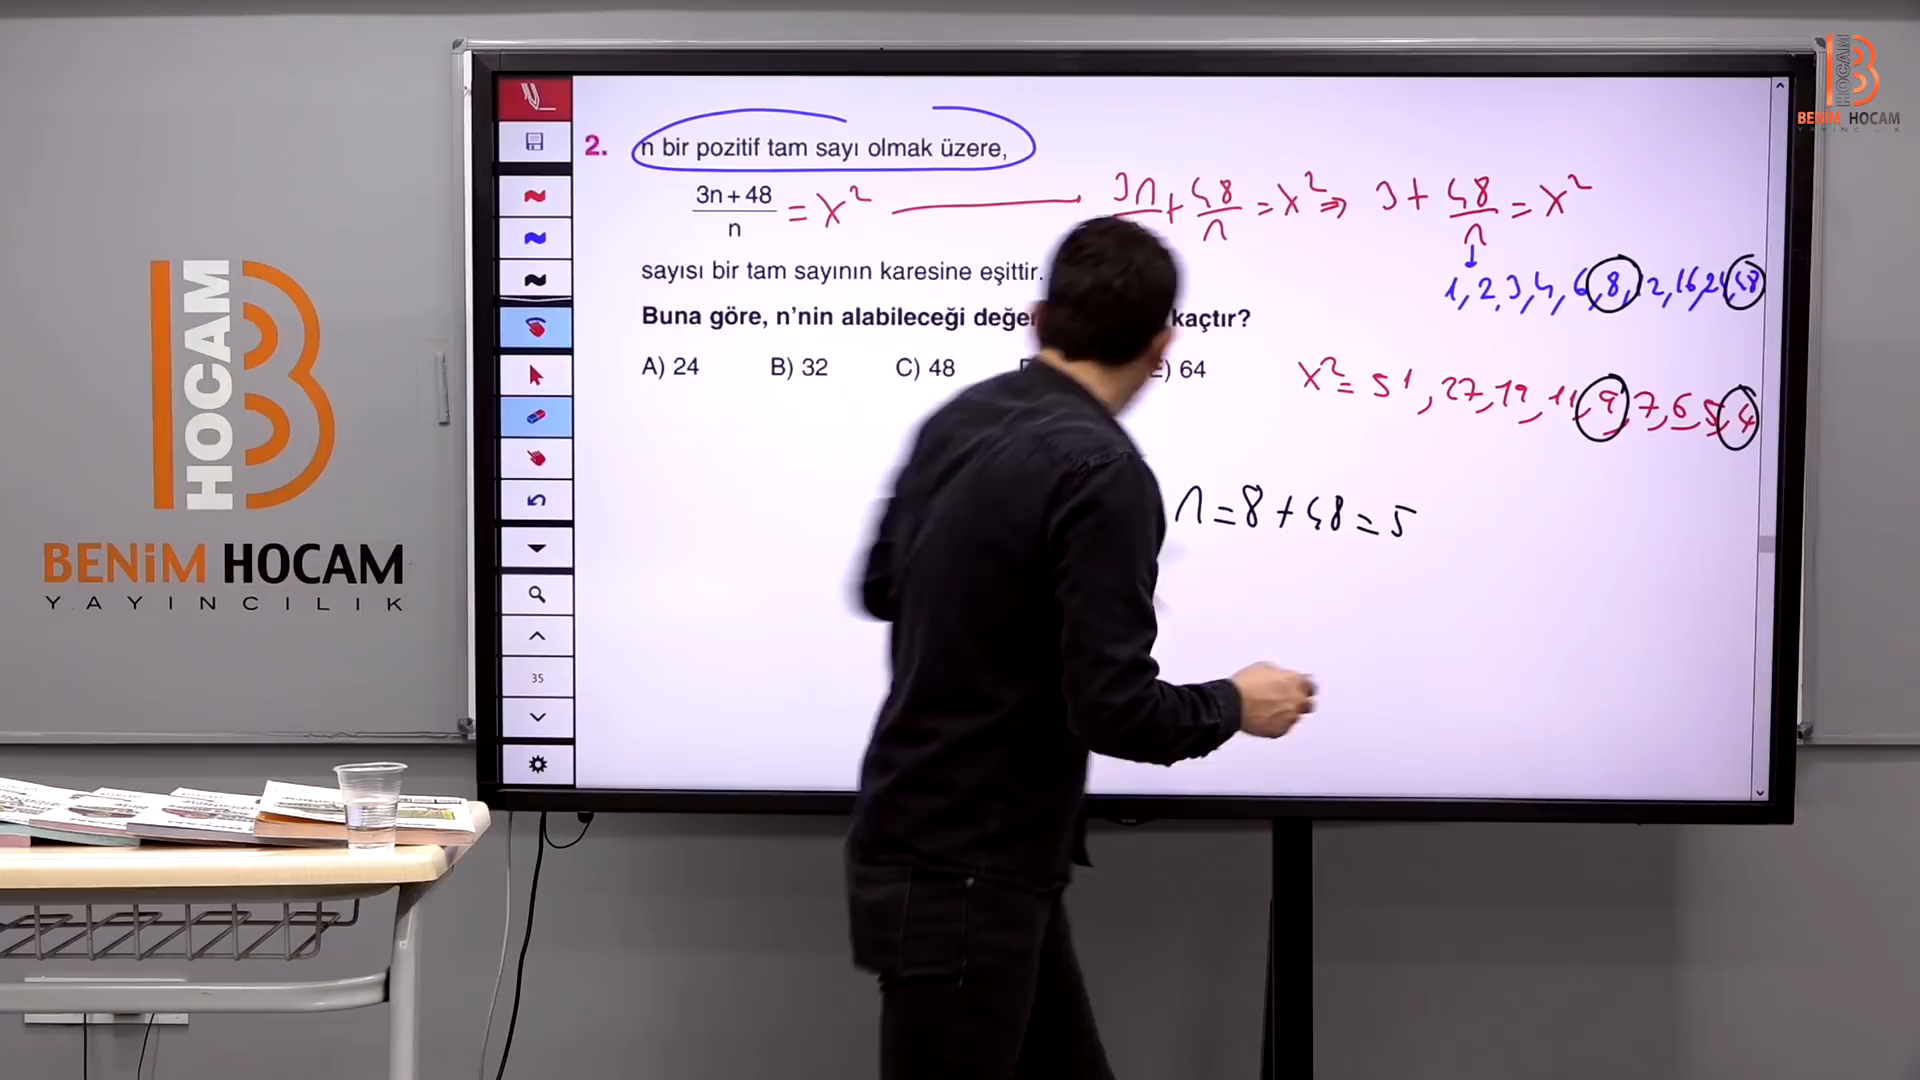 HOCAM
BENİM HOCAM
YAYINCILIK
HOCAM
BENİM HOCAM
YAYINCILIK
2. n bir pozitif tam sayı olmak üzere,
3n + 48 / n = x² 3n + 48/n = x² ⇒ 3 + 48/n = x²
sayısı bir tam sayının karesine eşittir.
1, 2, 3, 4, 6, 8, 12, 16, 24, 48
Buna göre, n'nin alabileceği kaçtır?
A) 24 B) 32 C) 48 E) 64
x² = 51, 27, 19, 11, 9, 7, 6, 5, 4
n = 8 + 48 = 5
35